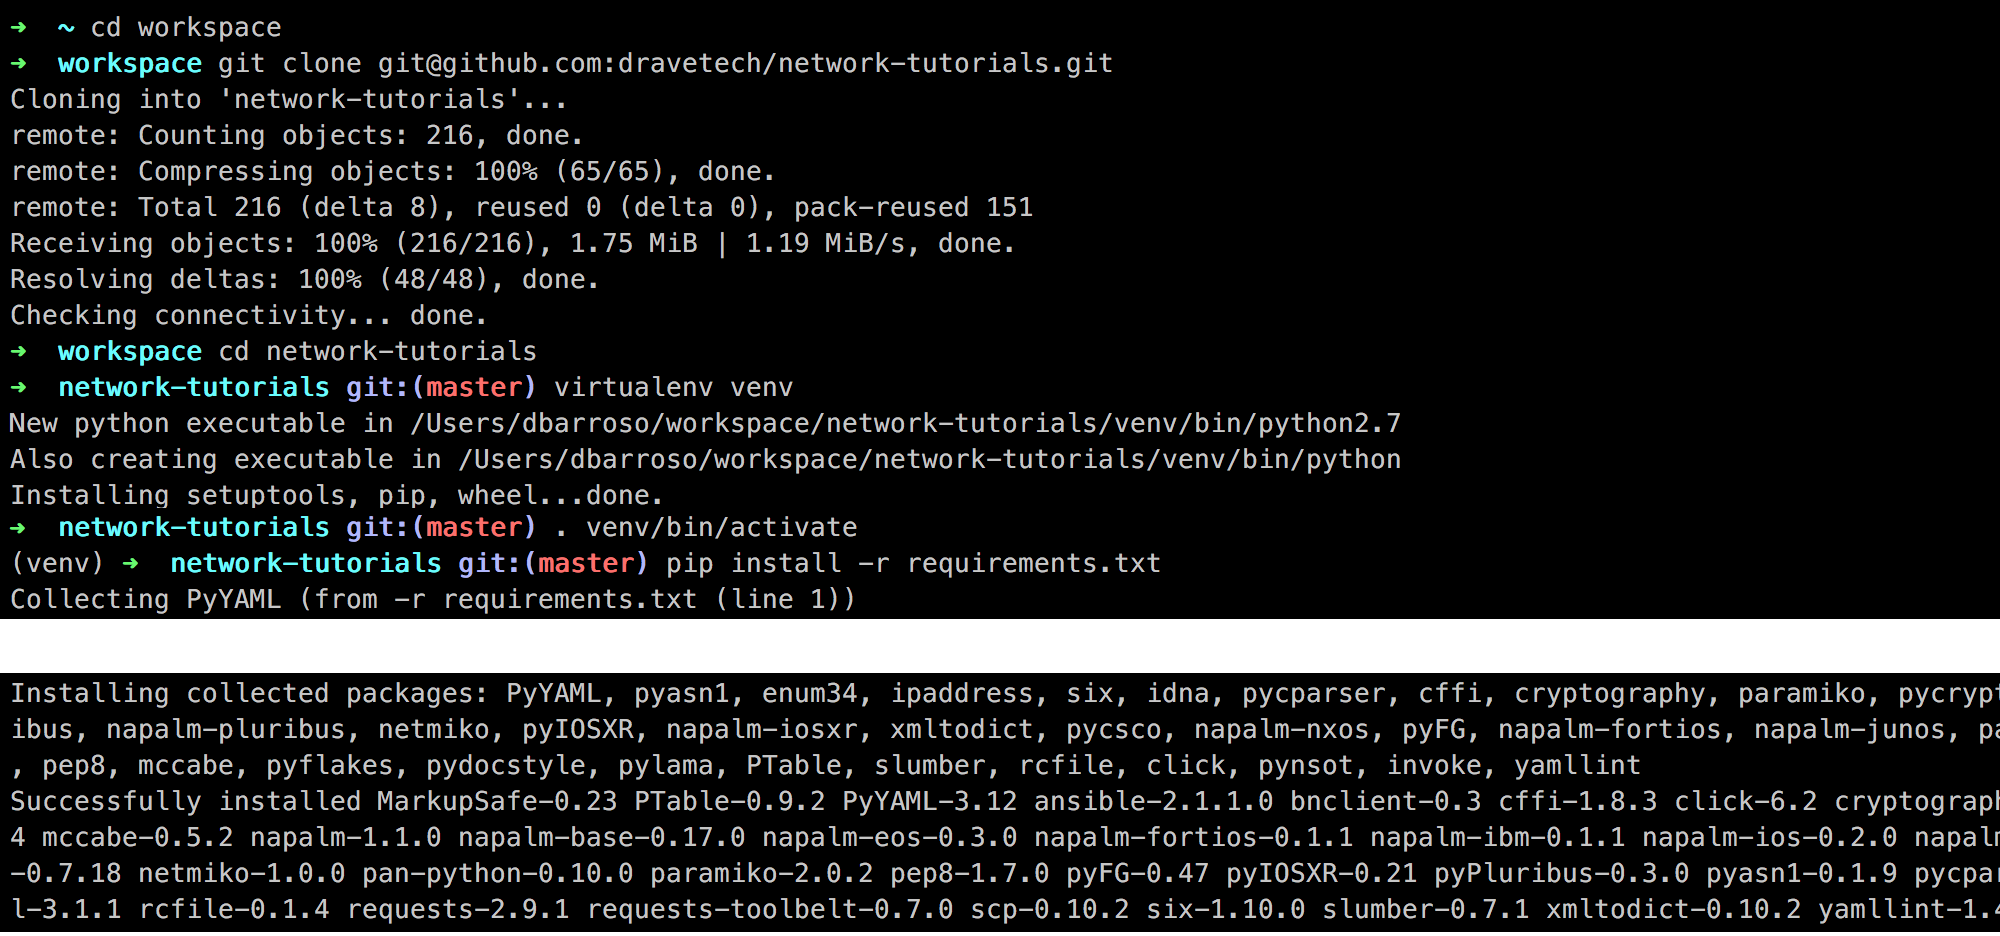 ➜  ~ cd workspace
➜  workspace git clone git@github.com:dravetech/network-tutorials.git
Cloning into 'network-tutorials'...
remote: Counting objects: 216, done.
remote: Compressing objects: 100% (65/65), done.
remote: Total 216 (delta 8), reused 0 (delta 0), pack-reused 151
Receiving objects: 100% (216/216), 1.75 MiB | 1.19 MiB/s, done.
Resolving deltas: 100% (48/48), done.
Checking connectivity... done.
➜  workspace cd network-tutorials
➜  network-tutorials git:(master) virtualenv venv
New python executable in /Users/dbarroso/workspace/network-tutorials/venv/bin/python2.7
Also creating executable in /Users/dbarroso/workspace/network-tutorials/venv/bin/python
Installing setuptools, pip, wheel...done.
➜  network-tutorials git:(master) . venv/bin/activate
(venv) ➜  network-tutorials git:(master) pip install -r requirements.txt
Collecting PyYAML (from -r requirements.txt (line 1))
Installing collected packages: PyYAML, pyasn1, enum34, ipaddress, six, idna, pycparser, cffi, cryptography, paramiko, pycrypt
ibus, napalm-pluribus, netmiko, pyIOSXR, napalm-iosxr, xmltodict, pycsco, napalm-nxos, pyFG, napalm-fortios, napalm-junos, pa
, pep8, mccabe, pyflakes, pydocstyle, pylama, PTable, slumber, rcfile, click, pynsot, invoke, yamllint
Successfully installed MarkupSafe-0.23 PTable-0.9.2 PyYAML-3.12 ansible-2.1.1.0 bnclient-0.3 cffi-1.8.3 click-6.2 cryptograph
4 mccabe-0.5.2 napalm-1.1.0 napalm-base-0.17.0 napalm-eos-0.3.0 napalm-fortios-0.1.1 napalm-ibm-0.1.1 napalm-ios-0.2.0 napalm
-0.7.18 netmiko-1.0.0 pan-python-0.10.0 paramiko-2.0.2 pep8-1.7.0 pyFG-0.47 pyIOSXR-0.21 pyPluribus-0.3.0 pyasn1-0.1.9 pycpar
l-3.1.1 rcfile-0.1.4 requests-2.9.1 requests-toolbelt-0.7.0 scp-0.10.2 six-1.10.0 slumber-0.7.1 xmltodict-0.10.2 yamllint-1.4